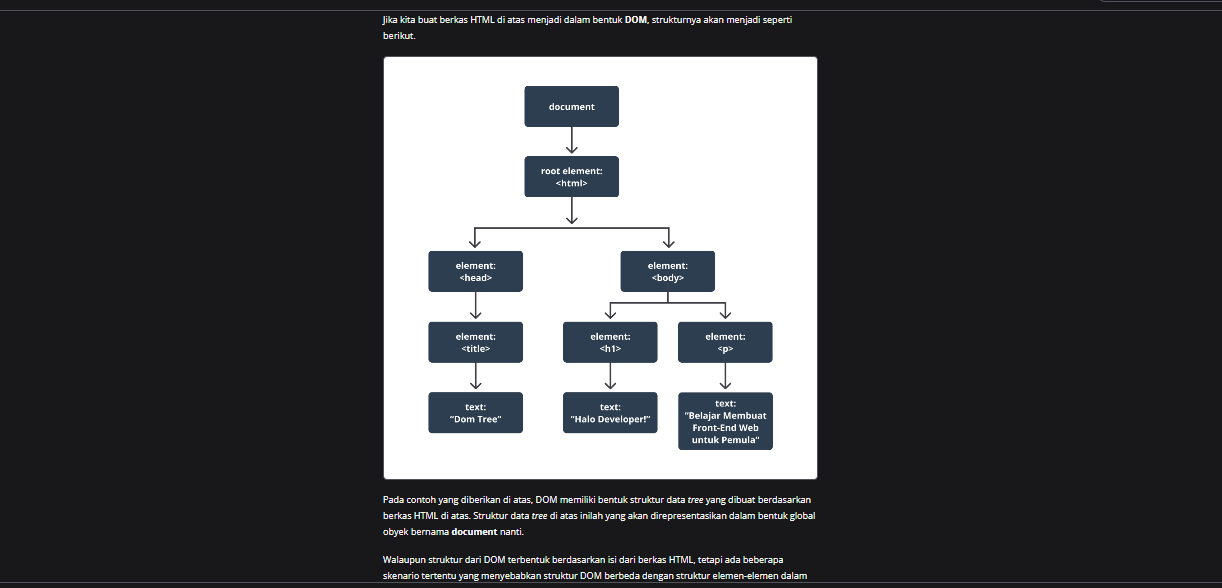 Jika kita buat berkas HTML di atas menjadi dalam bentuk DOM, strukturnya akan menjadi seperti
berikut.
document
root element:
<html>
element:
<head>
element:
<body>
element:
<title>
element:
<h1>
element:
<p>
text:
"Dom Tree"
text:
"Halo Developer!"
text:
"Belajar Membuat
Front-End Web
untuk Pemula"
Pada contoh yang diberikan di atas, DOM memiliki bentuk struktur data tree yang dibuat berdasarkan
berkas HTML di atas. Struktur data tree di atas inilah yang akan direpresentasikan dalam bentuk global
obyek bernama document nanti.
Walaupun struktur dari DOM terbentuk berdasarkan isi dari berkas HTML, tetapi ada beberapa
skenario tertentu yang menyebabkan struktur DOM berbeda dengan struktur elemen-elemen dalam